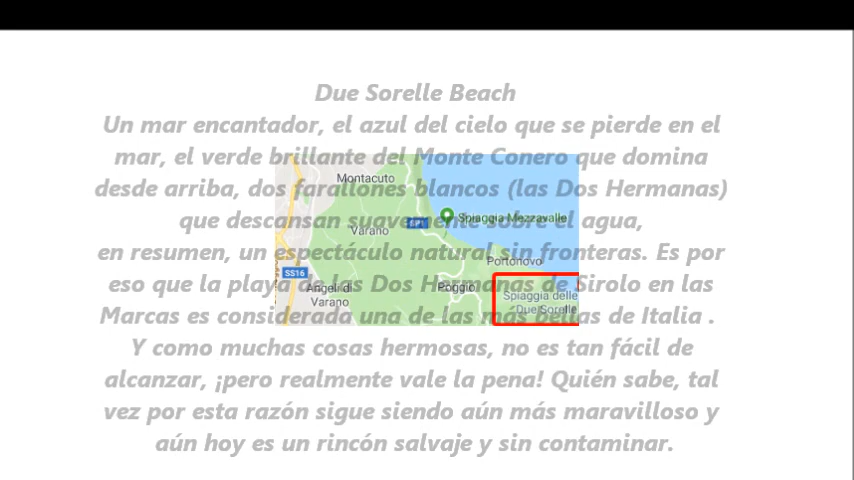 Due Sorelle Beach
Un mar encantador, el azul del cielo que se pierde en el
mar, el verde brillante del Monte Conero que domina
desde arriba, dos farallones blancos (las Dos Hermanas)
que descansan suavemente sobre el agua,
en resumen, un espectáculo natural sin fronteras. Es por
eso que la playa de las Dos Hermanas de Sirolo en las
Marcas es considerada una de las más bellas de Italia .
Y como muchas cosas hermosas, no es tan fácil de
alcanzar, ¡pero realmente vale la pena! Quién sabe, tal
vez por esta razón sigue siendo aún más maravilloso y
aún hoy es un rincón salvaje y sin contaminar.
Montacuto
SP1
Spiaggia Mezzavalle
Varano
Portonovo
SS16
Angeli di
Varano
Poggio
Spiaggia delle
Due Sorelle